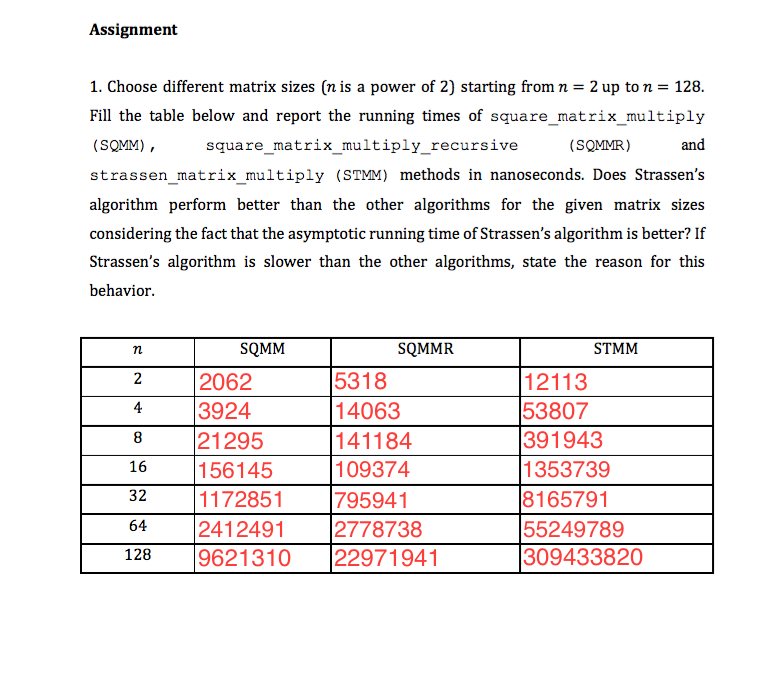 Assignment
1. Choose different matrix sizes (n is a power of 2) starting from n = 2 up to n = 128.
Fill the table below and report the running times of square_matrix_multiply
(SQMM), square_matrix_multiply_recursive (SQMMR) and
strassen_matrix_multiply (STMM) methods in nanoseconds. Does Strassen's
algorithm perform better than the other algorithms for the given matrix sizes
considering the fact that the asymptotic running time of Strassen's algorithm is better? If
Strassen's algorithm is slower than the other algorithms, state the reason for this
behavior.
n SQMM SQMMR STMM
2 2062 5318 12113
4 3924 14063 53807
8 21295 141184 391943
16 156145 109374 1353739
32 1172851 795941 8165791
64 2412491 2778738 55249789
128 9621310 22971941 309433820